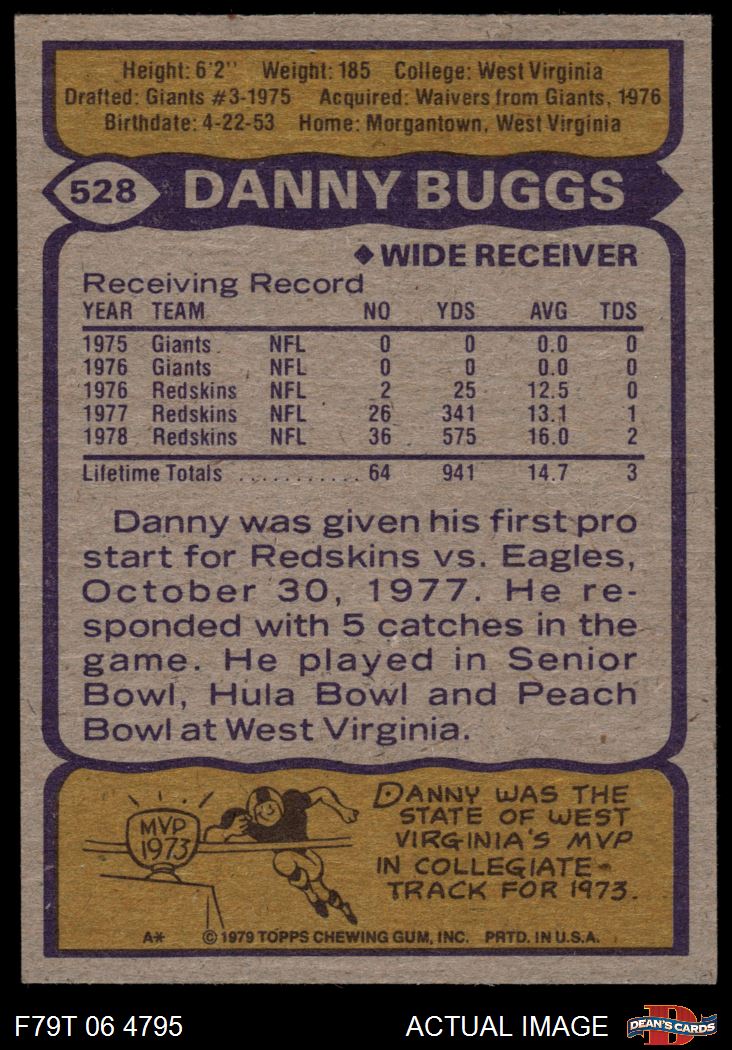 Height: 6'2" Weight: 185 College: West Virginia
Drafted: Giants #3-1975 Acquired: Waivers from Giants, 1976
Birthdate: 4-22-53 Home: Morgantown, West Virginia
528 DANNY BUGGS
◆ WIDE RECEIVER
Receiving Record
YEAR TEAM NO YDS AVG TDS
1975 Giants NFL 0 0 0.0 0
1976 Giants NFL 0 0 0.0 0
1976 Redskins NFL 2 25 12.5 0
1977 Redskins NFL 26 341 13.1 1
1978 Redskins NFL 36 575 16.0 2
Lifetime Totals ........... 64 941 14.7 3
Danny was given his first pro
start for Redskins vs. Eagles,
October 30, 1977. He re-
sponded with 5 catches in the
game. He played in Senior
Bowl, Hula Bowl and Peach
Bowl at West Virginia.
MVP
1973
DANNY WAS THE
STATE OF WEST
VIRGINIA'S MVP
IN COLLEGIATE
TRACK FOR 1973.
A* © 1979 TOPPS CHEWING GUM, INC. PRTD. IN U.S.A.
F79T 06 4795 ACTUAL IMAGE D DEAN'S CARDS